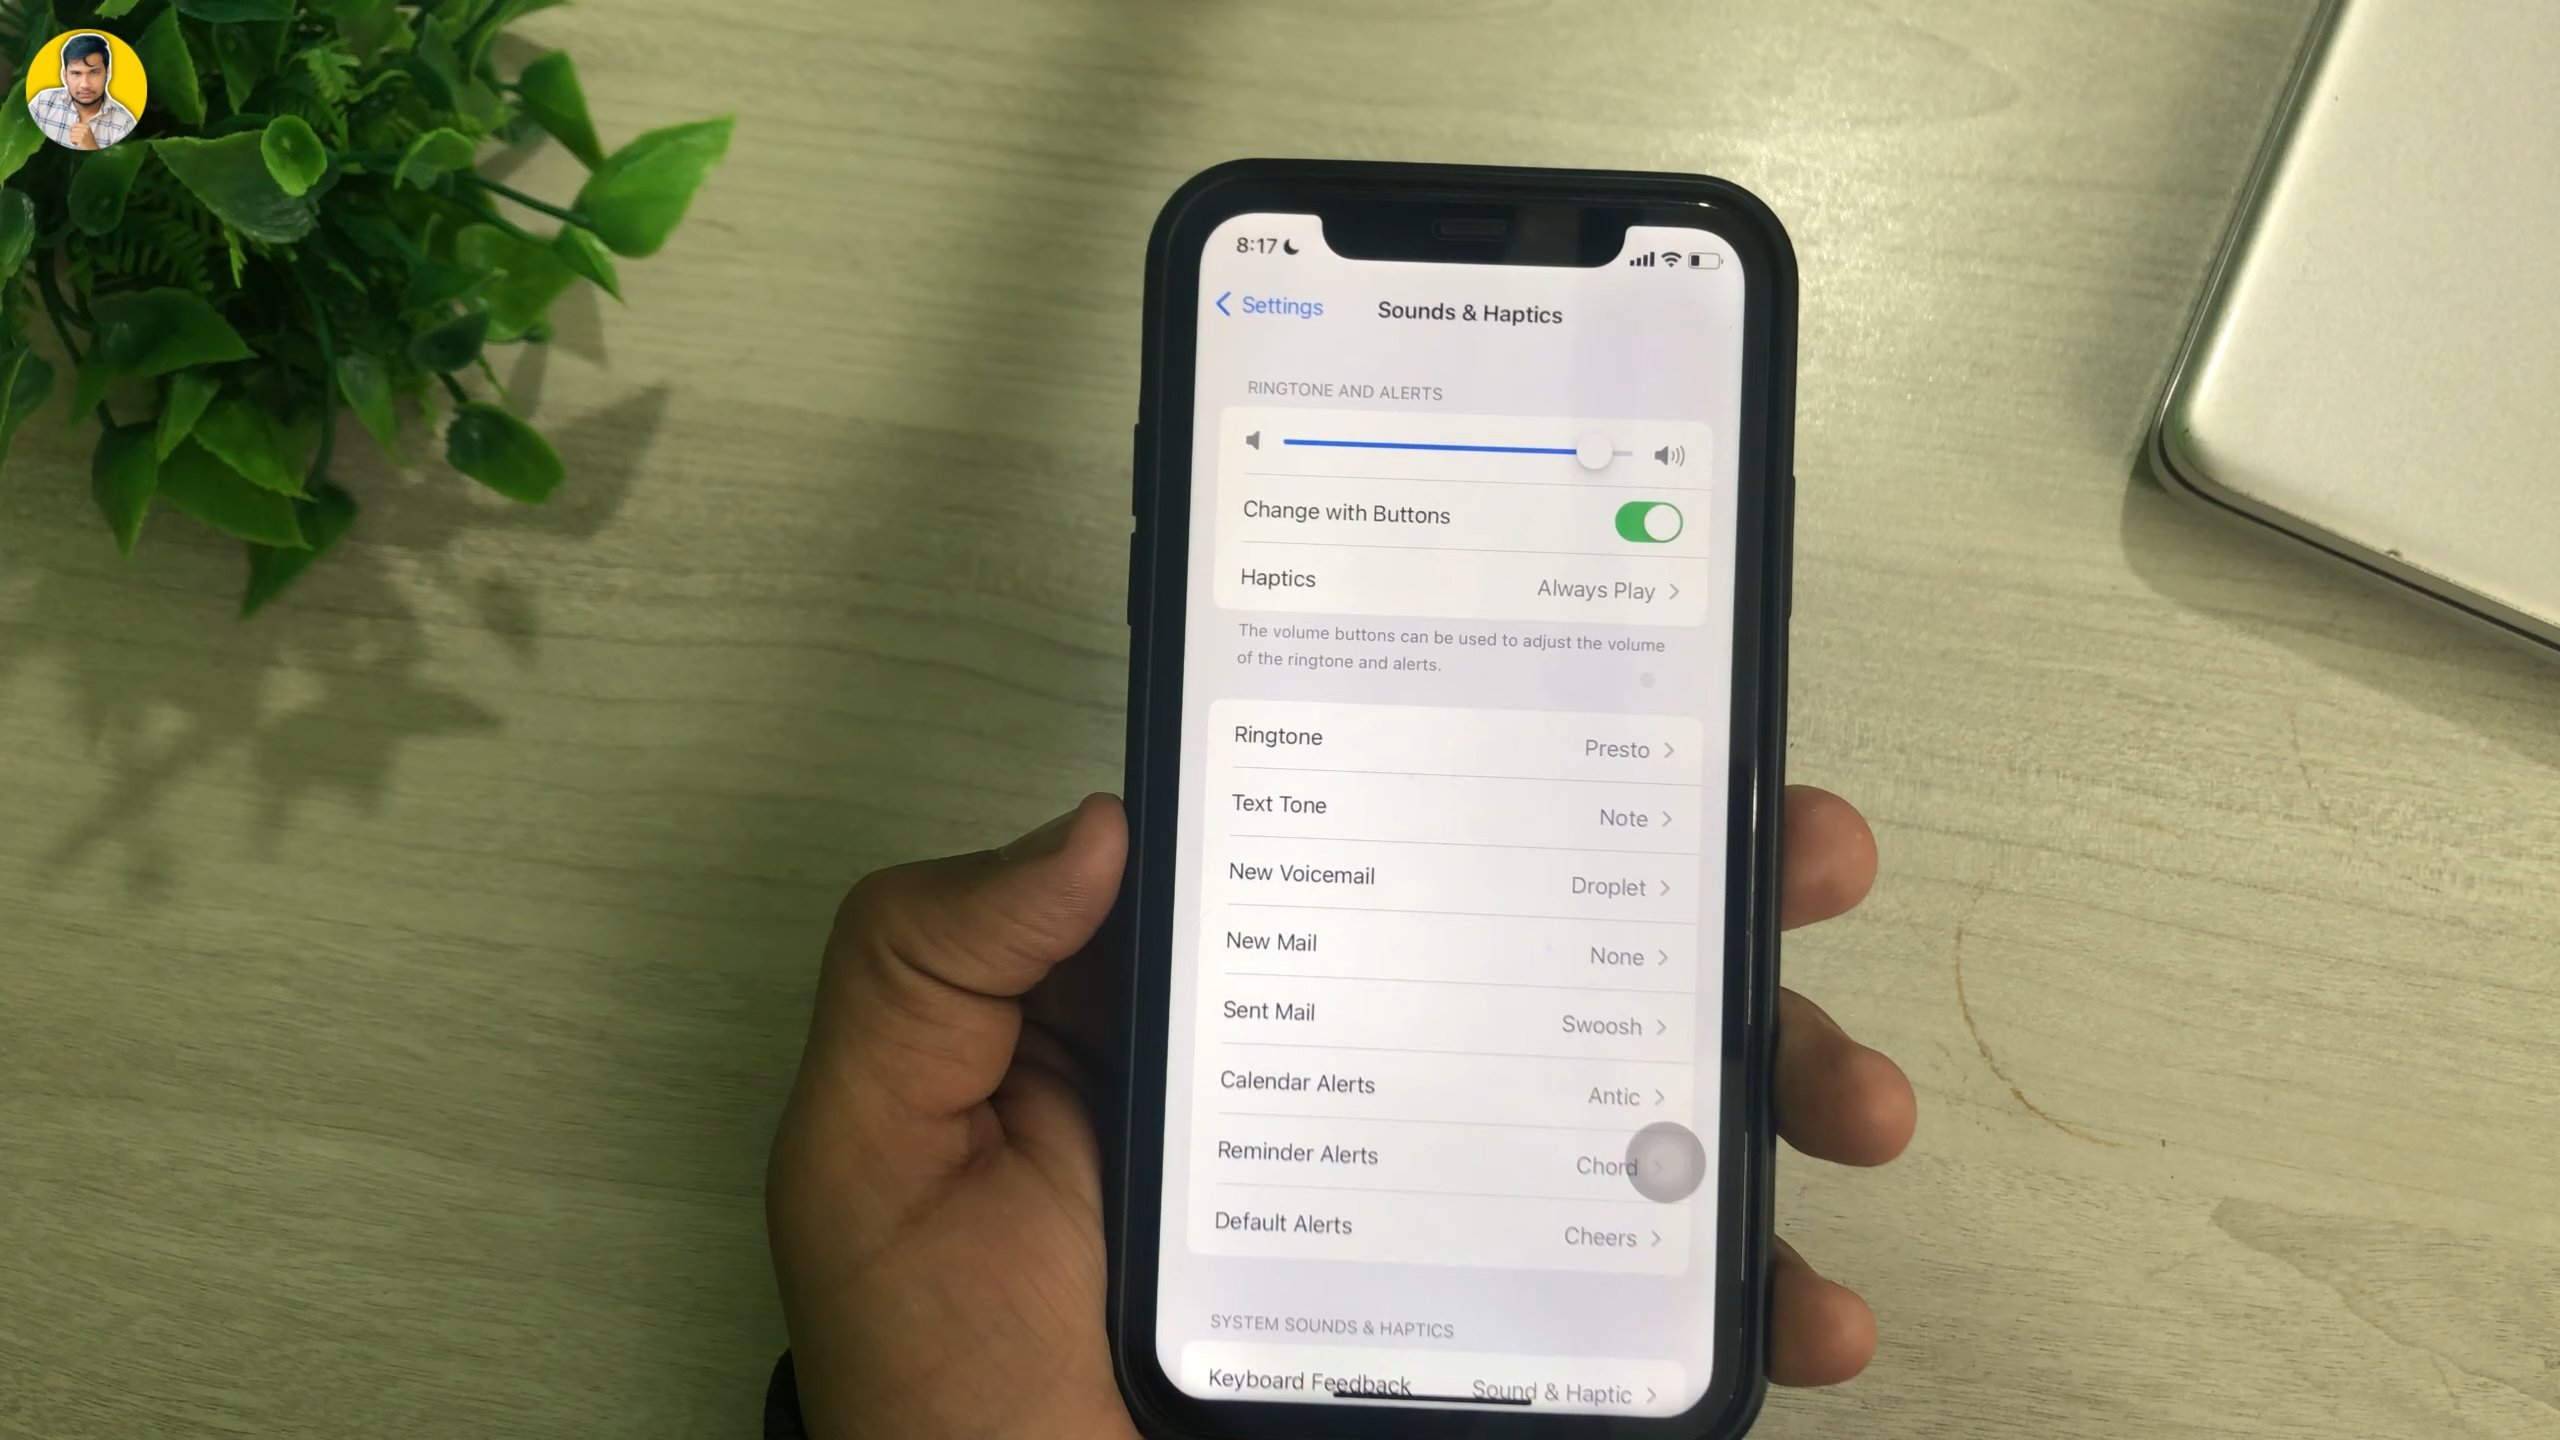 8:17
Settings
Sounds & Haptics
RINGTONE AND ALERTS
Change with Buttons
Haptics Always Play
The volume buttons can be used to adjust the volume
of the ringtone and alerts.
Ringtone Presto
Text Tone Note
New Voicemail Droplet
New Mail None
Sent Mail Swoosh
Calendar Alerts Antic
Reminder Alerts Chord
Default Alerts Cheers
SYSTEM SOUNDS & HAPTICS
Keyboard Feedback Sound & Haptic